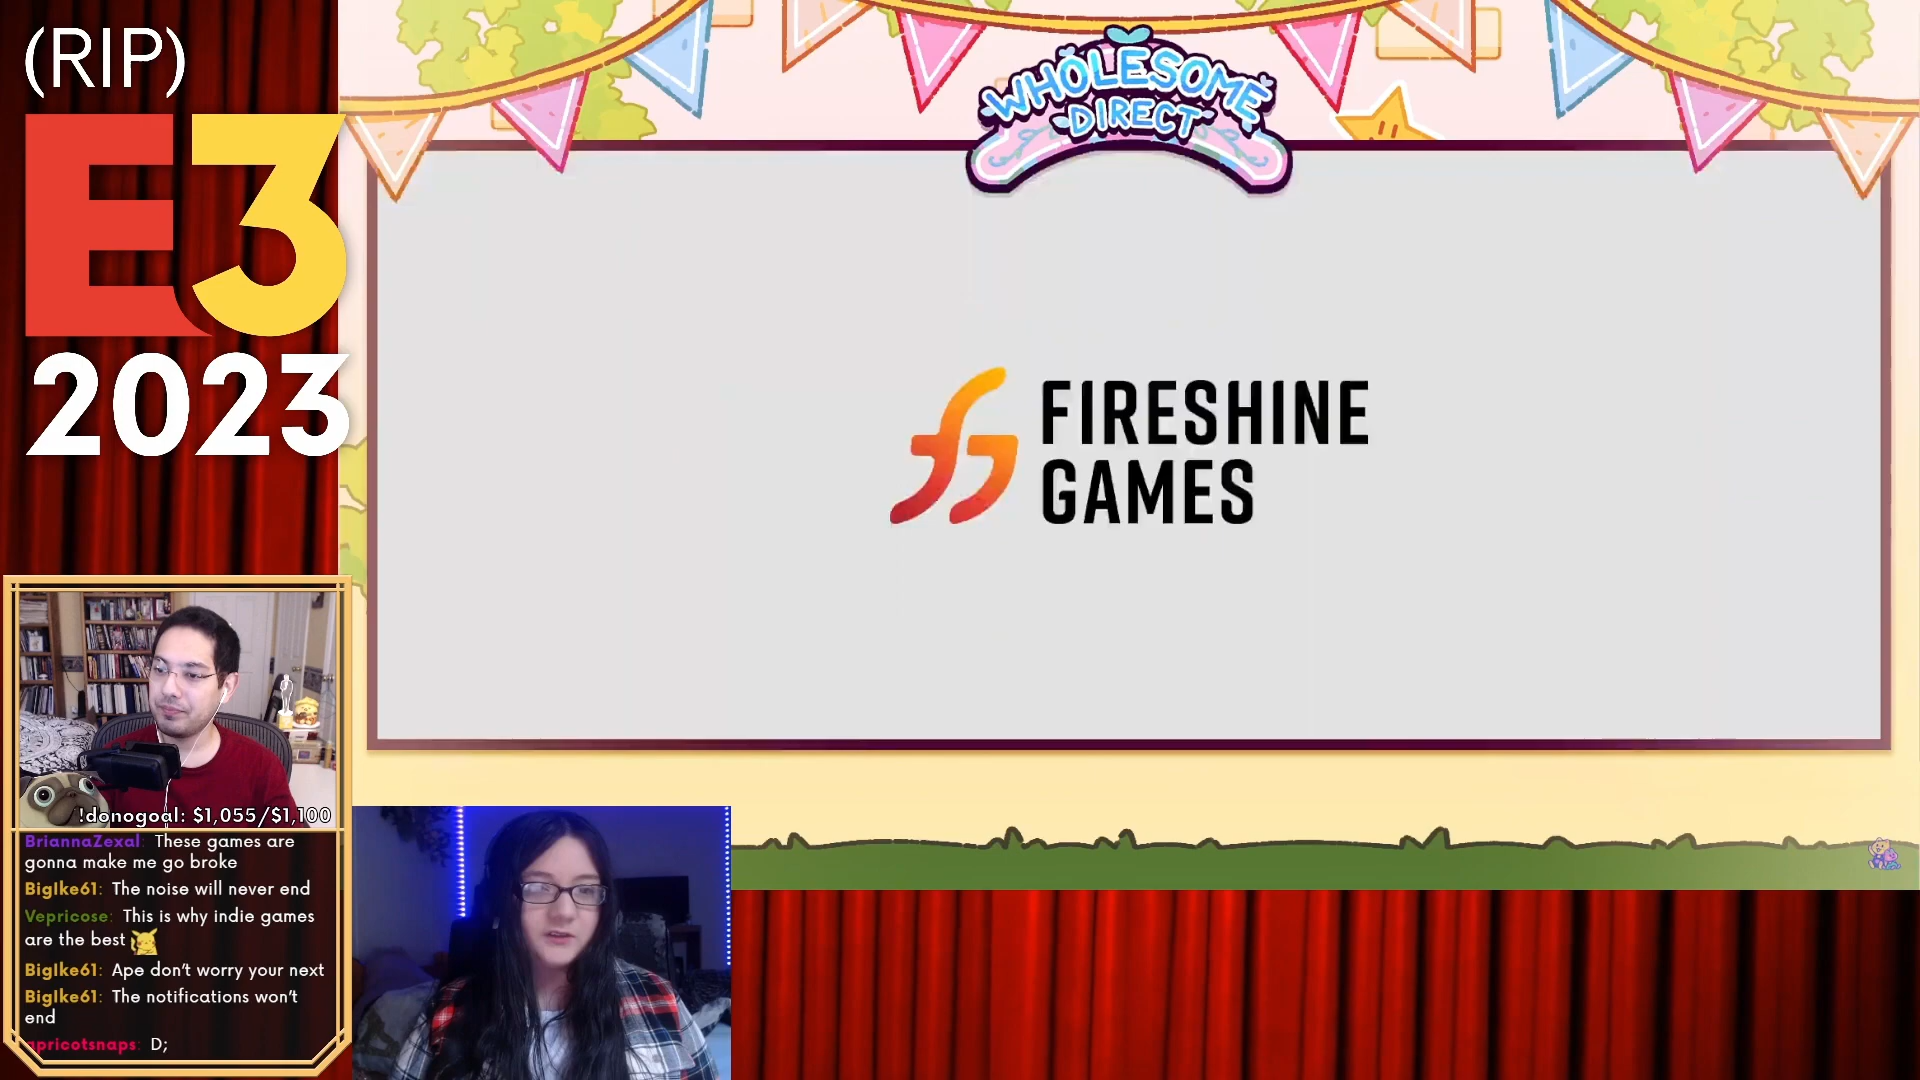 (RIP)
E3
2023
WHOLESOME
DIRECT
FIRESHINE
GAMES
!donogoal: $1,055/$1,100
BriannaZexal: These games are
gonna make me go broke
BigIke61: The noise will never end
Vepricose: This is why indie games
are the best
BigIke61: Ape don't worry your next
BigIke61: The notifications won't
end
apricotsnaps: D;